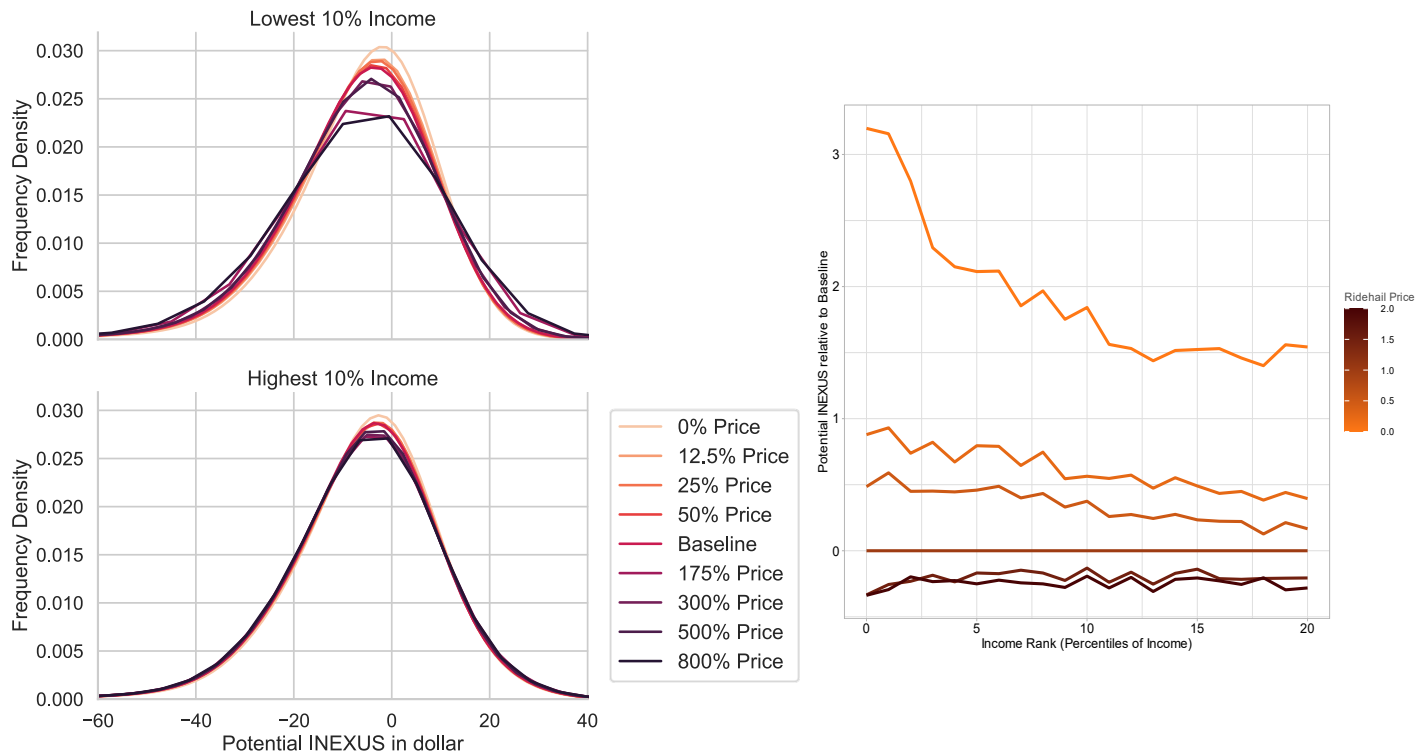 Lowest 10% Income
0.030
0.025
0.020
0.015
0.010
0.005
0.000
Frequency Density
Highest 10% Income
0.030
0.025
0.020
0.015
0.010
0.005
0.000
Frequency Density
−60 −40 −20 0 20 40
Potential INEXUS in dollar
0% Price
12.5% Price
25% Price
50% Price
Baseline
175% Price
300% Price
500% Price
800% Price
3
2
1
0
Potential INEXUS relative to Baseline
0 5 10 15 20
Income Rank (Percentiles of Income)
Ridehail Price
2.0
1.5
1.0
0.5
0.0